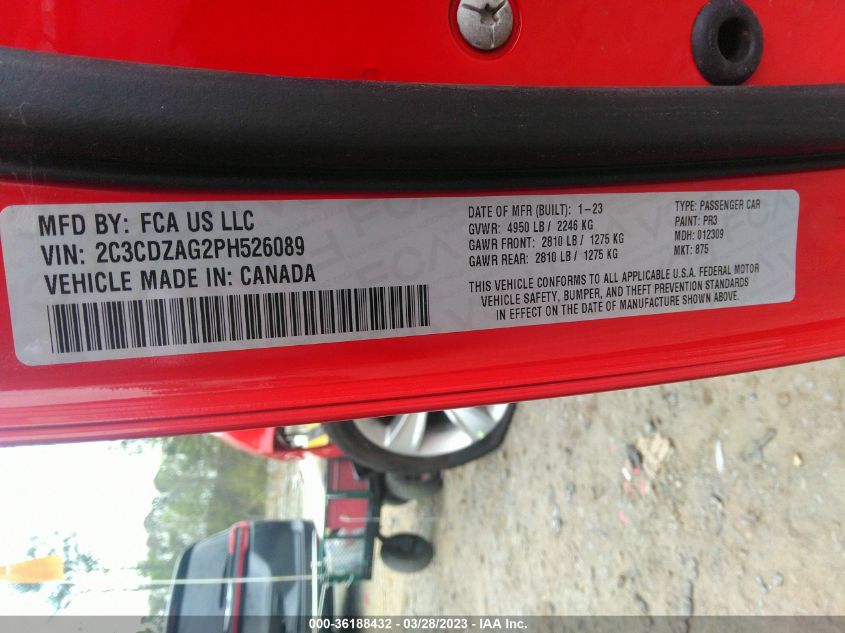 MFD BY: FCA US LLC
VIN: 2C3CDZAG2PH526089
VEHICLE MADE IN: CANADA
DATE OF MFR (BUILT): 1-23
GVWR: 4950 LB / 2246 KG
GAWR FRONT: 2810 LB / 1275 KG
GAWR REAR: 2810 LB / 1275 KG
TYPE: PASSENGER CAR
PAINT: PR3
MDH: 012309
MKT: 875
THIS VEHICLE CONFORMS TO ALL APPLICABLE U.S.A. FEDERAL MOTOR
VEHICLE SAFETY, BUMPER, AND THEFT PREVENTION STANDARDS
IN EFFECT ON THE DATE OF MANUFACTURE SHOWN ABOVE.
000-36188432 - 03/28/2023 - IAA Inc.